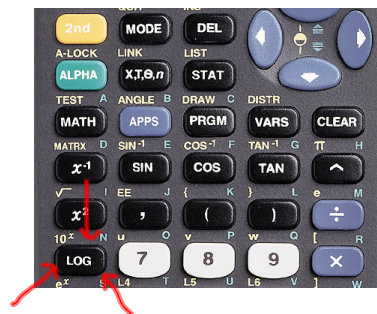 2nd MODE DEL
A-LOCK LINK LIST
ALPHA X,T,Θ,n STAT
TEST A ANGLE B DRAW C DISTR
MATH APPS PRGM VARS CLEAR
MATRX D SIN⁻¹ E COS⁻¹ F TAN⁻¹ G π H
x⁻¹ SIN COS TAN ^
√ I EE J { K } L e M
x² , ( ) ÷
10ˣ N u O v P w Q [ R
LOG 7 8 9 ×
eˣ S L4 T L5 U L6 V ] W